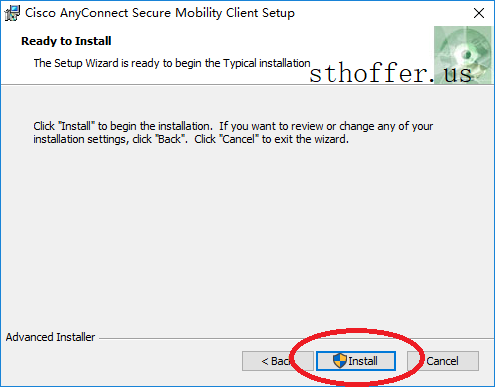 Cisco AnyConnect Secure Mobility Client Setup
Ready to Install
The Setup Wizard is ready to begin the Typical installation
sthoffer.us
Click "Install" to begin the installation. If you want to review or change any of your
installation settings, click "Back". Click "Cancel" to exit the wizard.
Advanced Installer
< Back Install Cancel